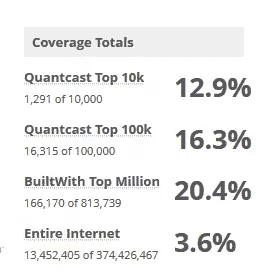 Coverage Totals
Quantcast Top 10k
12.9%
1,291 of 10,000
Quantcast Top 100k
16.3%
16,315 of 100,000
BuiltWith Top Million
20.4%
166,170 of 813,739
Entire Internet
3.6%
13,452,405 of 374,426,467